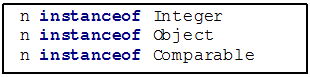 n instanceof Integer
n instanceof Object
n instanceof Comparable